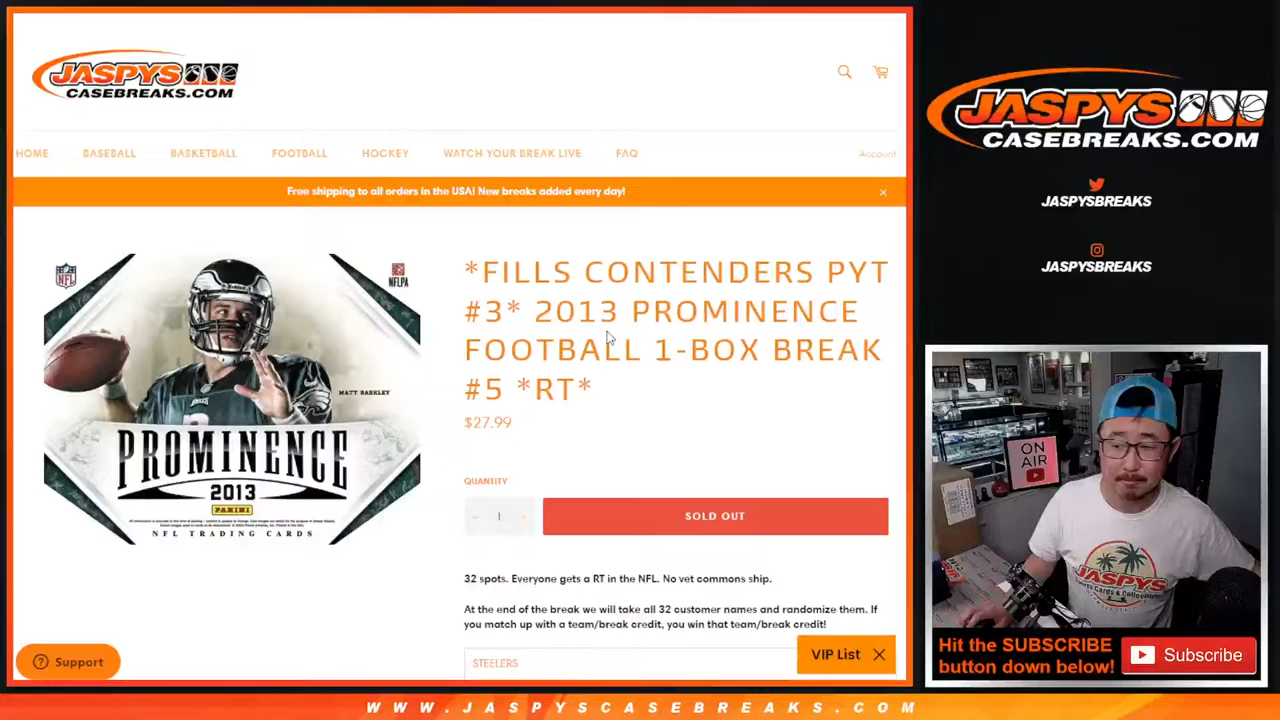 JASPYS
CASEBREAKS.COM
HOME BASEBALL BASKETBALL FOOTBALL HOCKEY WATCH YOUR BREAK LIVE FAQ Account
Free shipping to all orders in the USA! New breaks added every day! ×
NFL
NFLPA
MATT BARKLEY
PROMINENCE
2013
PANINI
NFL TRADING CARDS
*FILLS CONTENDERS PYT
#3* 2013 PROMINENCE
FOOTBALL 1-BOX BREAK
#5 *RT*
$27.99
QUANTITY
− 1 +
SOLD OUT
32 spots. Everyone gets a RT in the NFL. No vet commons ship.
At the end of the break we will take all 32 customer names and randomize them. If
you match up with a team/break credit, you win that team/break credit!
STEELERS
Support
VIP List
JASPYS
CASEBREAKS.COM
JASPYSBREAKS
JASPYSBREAKS
ON
AIR
JASPYS
Hit the SUBSCRIBE
button down below!
Subscribe
WWW.JASPYSCASEBREAKS.COM